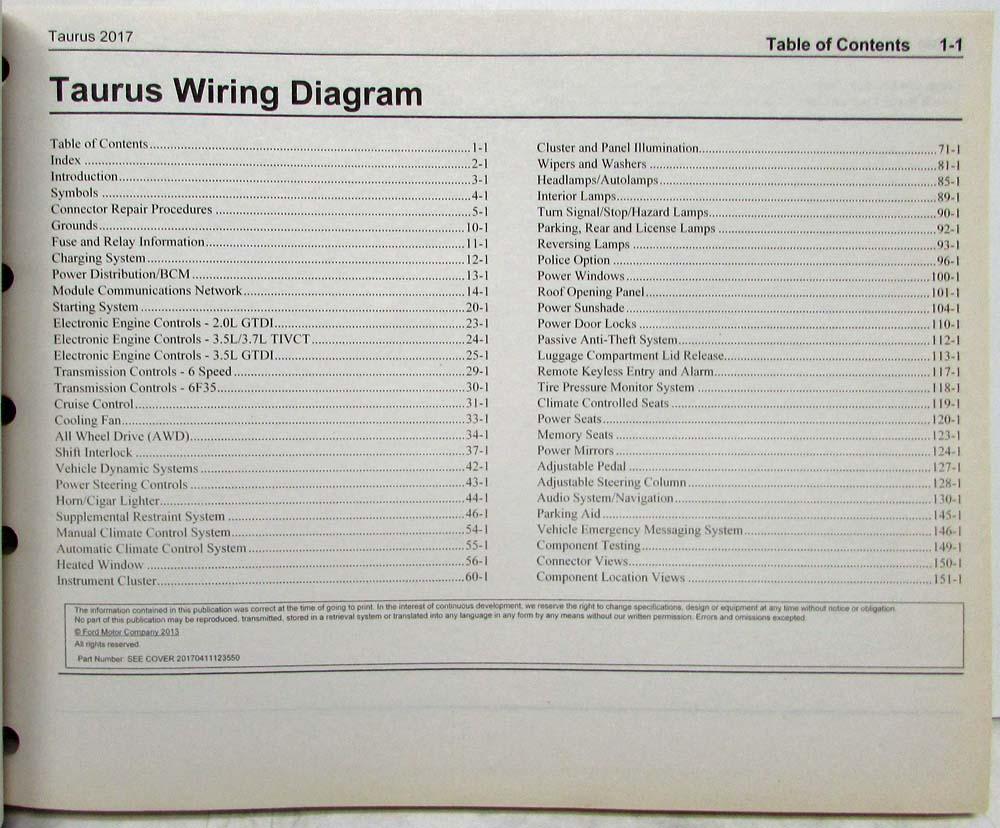 Taurus 2017
Table of Contents 1-1
Taurus Wiring Diagram
Table of Contents 1-1
Index 2-1
Introduction 3-1
Symbols 4-1
Connector Repair Procedures 5-1
Grounds 10-1
Fuse and Relay Information 11-1
Charging System 12-1
Power Distribution/BCM 13-1
Module Communications Network 14-1
Starting System 20-1
Electronic Engine Controls - 2.0L GTDI 23-1
Electronic Engine Controls - 3.5L/3.7L TIVCT 24-1
Electronic Engine Controls - 3.5L GTDI 25-1
Transmission Controls - 6 Speed 29-1
Transmission Controls - 6F35 30-1
Cruise Control 31-1
Cooling Fan 33-1
All Wheel Drive (AWD) 34-1
Shift Interlock 37-1
Vehicle Dynamic Systems 42-1
Power Steering Controls 43-1
Horn/Cigar Lighter 44-1
Supplemental Restraint System 46-1
Manual Climate Control System 54-1
Automatic Climate Control System 55-1
Heated Window 56-1
Instrument Cluster 60-1
Cluster and Panel Illumination 71-1
Wipers and Washers 81-1
Headlamps/Autolamps 85-1
Interior Lamps 89-1
Turn Signal/Stop/Hazard Lamps 90-1
Parking, Rear and License Lamps 92-1
Reversing Lamps 93-1
Police Option 96-1
Power Windows 100-1
Roof Opening Panel 101-1
Power Sunshade 104-1
Power Door Locks 110-1
Passive Anti-Theft System 112-1
Luggage Compartment Lid Release 113-1
Remote Keyless Entry and Alarm 117-1
Tire Pressure Monitor System 118-1
Climate Controlled Seats 119-1
Power Seats 120-1
Memory Seats 123-1
Power Mirrors 124-1
Adjustable Pedal 127-1
Adjustable Steering Column 128-1
Audio System/Navigation 130-1
Parking Aid 145-1
Vehicle Emergency Messaging System 146-1
Component Testing 149-1
Connector Views 150-1
Component Location Views 151-1
The information contained in this publication was correct at the time of going to print. In the interest of continuous development, we reserve the right to change specifications, design or equipment at any time without notice or obligation.
No part of this publication may be reproduced, transmitted, stored in a retrieval system or translated into any language in any form by any means without our written permission. Errors and omissions excepted.
© Ford Motor Company 2013
All rights reserved.
Part Number: SEE COVER 20170411123550